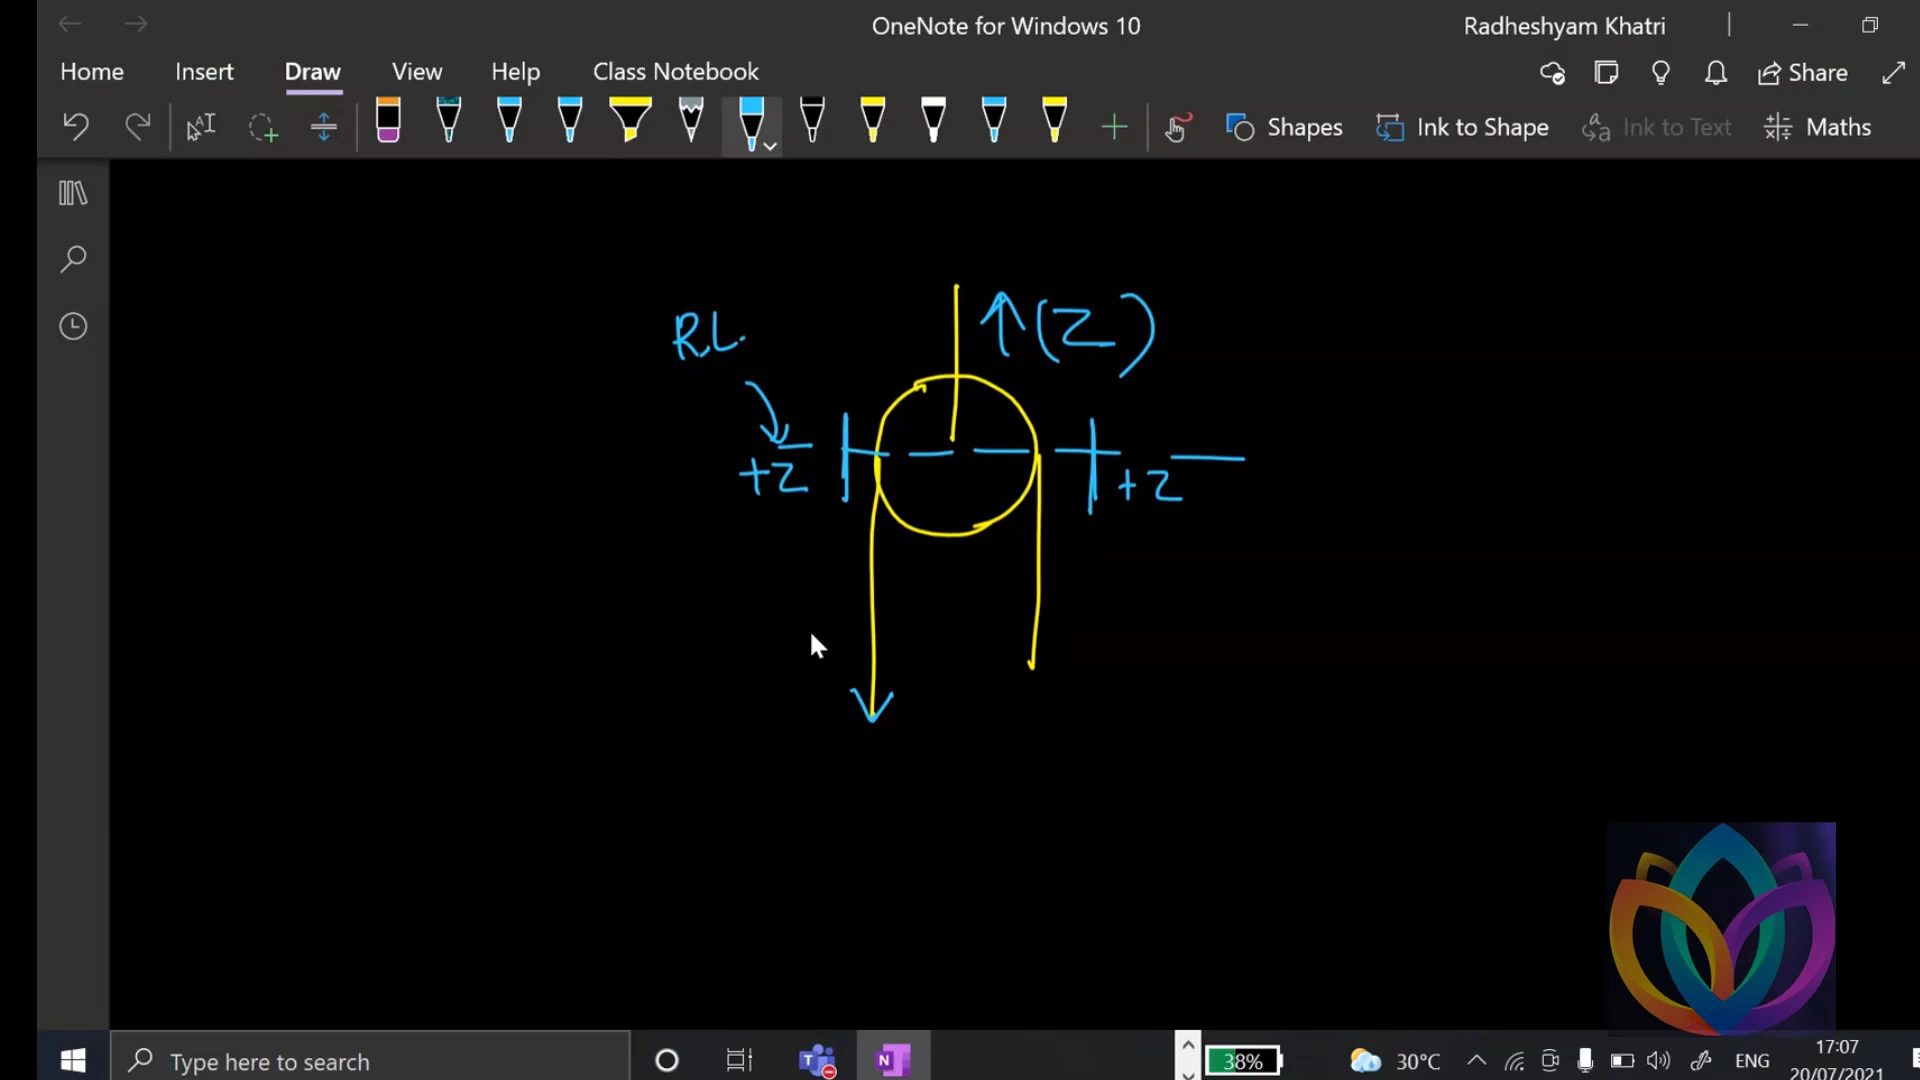 OneNote for Windows 10
Radheshyam Khatri
Home Insert Draw View Help Class Notebook
Share
Shapes Ink to Shape Ink to Text Maths
R.L.
↑(Z)
+Z
+Z
Type here to search
38%
30°C
ENG
17:07
20/07/2021